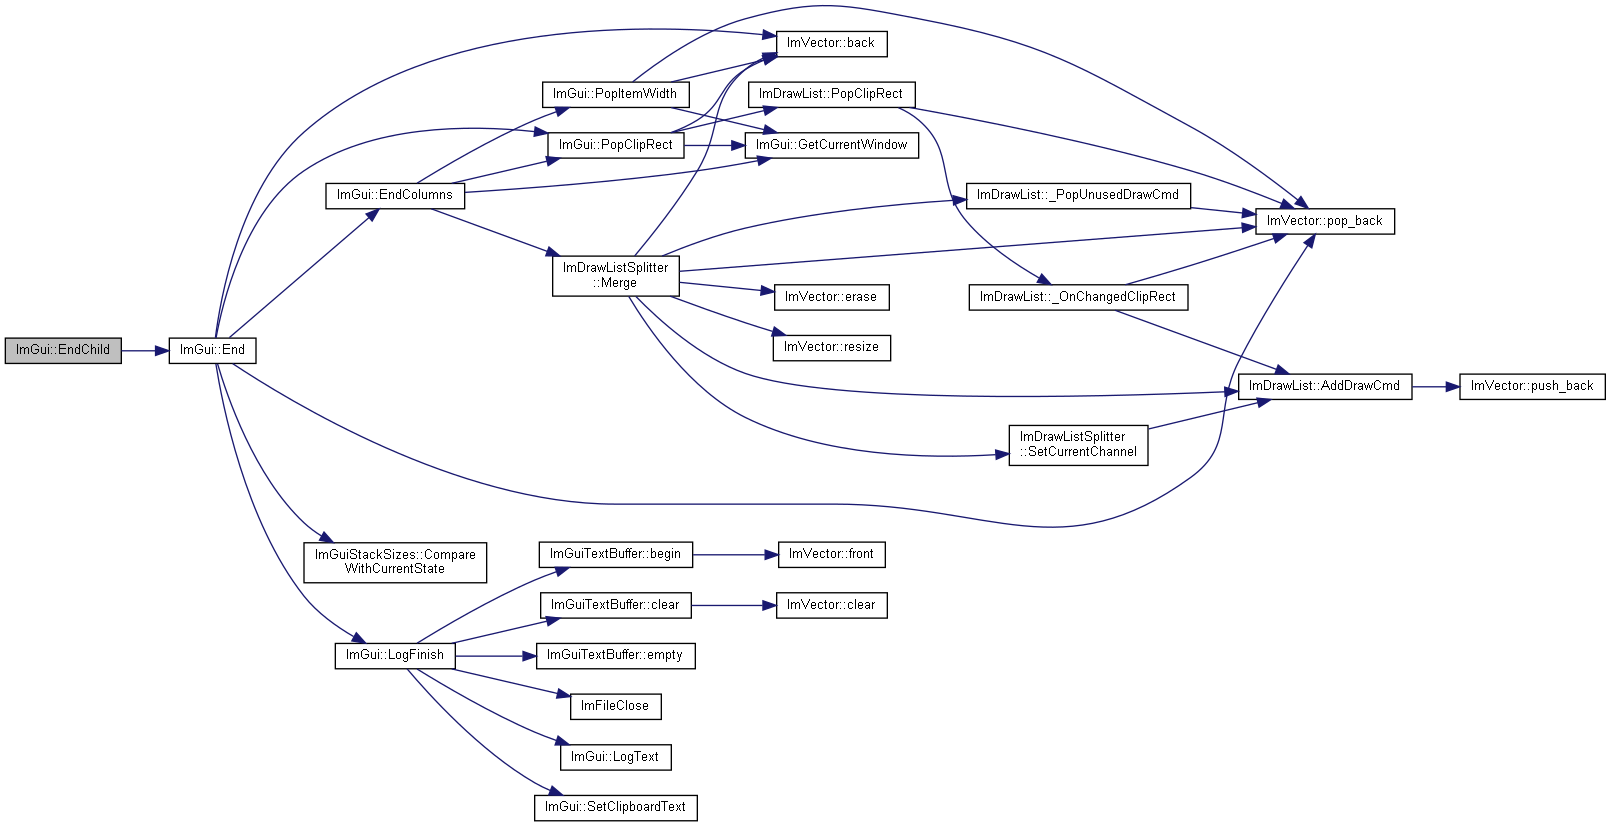 ImVector::back
ImGui::PopItemWidth
ImDrawList::PopClipRect
ImGui::PopClipRect
ImGui::GetCurrentWindow
ImGui::EndColumns
ImDrawList::_PopUnusedDrawCmd
ImVector::pop_back
ImDrawListSplitter
::Merge
ImVector::erase
ImDrawList::_OnChangedClipRect
ImGui::EndChild
ImGui::End
ImVector::resize
ImDrawList::AddDrawCmd
ImVector::push_back
ImDrawListSplitter
::SetCurrentChannel
ImGuiStackSizes::Compare
WithCurrentState
ImGuiTextBuffer::begin
ImVector::front
ImGuiTextBuffer::clear
ImVector::clear
ImGui::LogFinish
ImGuiTextBuffer::empty
ImFileClose
ImGui::LogText
ImGui::SetClipboardText